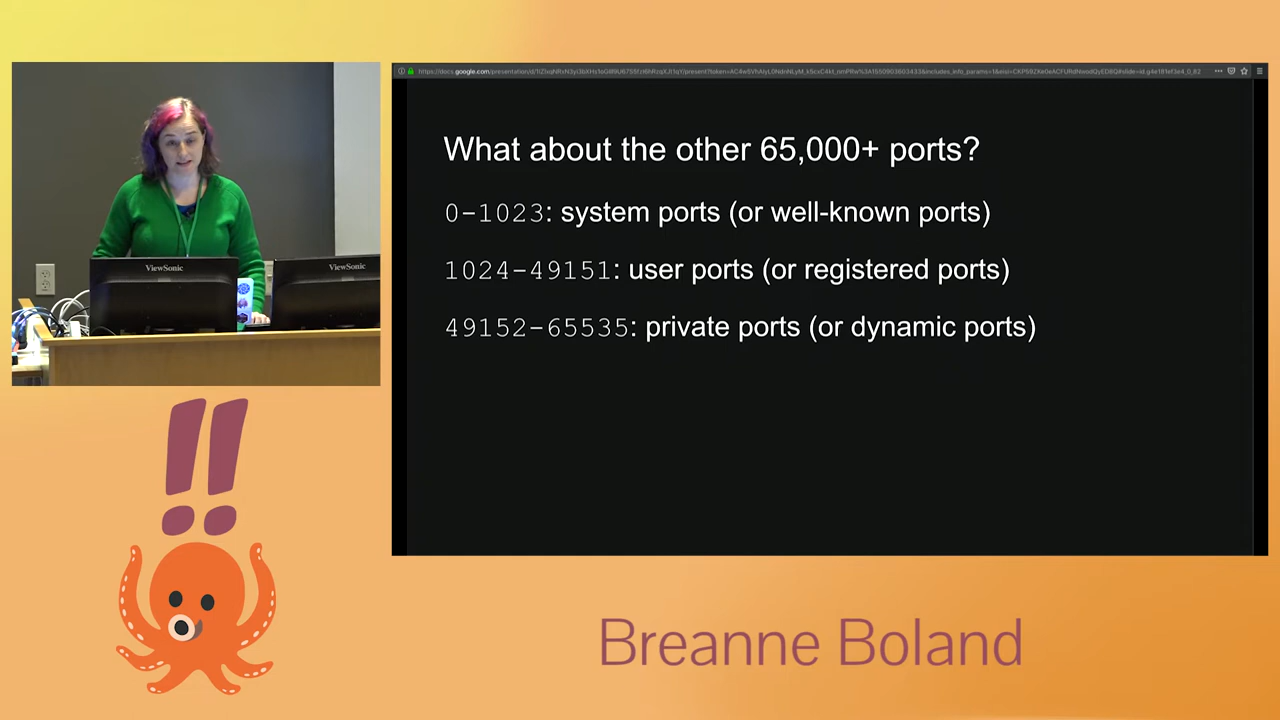 ViewSonic
ViewSonic
What about the other 65,000+ ports?
0-1023: system ports (or well-known ports)
1024-49151: user ports (or registered ports)
49152-65535: private ports (or dynamic ports)
!!
Breanne Boland